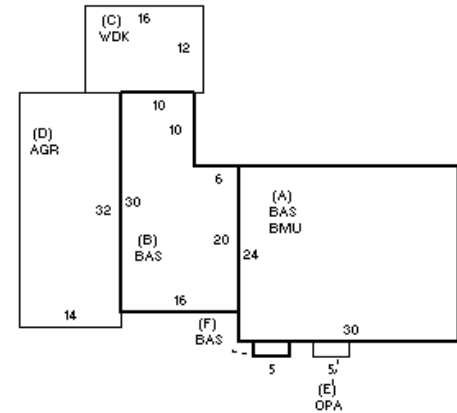 (C)
16
WDK
12
10
10
(D)
AGR
6
(A)
BAS
BMU
32
30
(B)
BAS
20
24
14
16
(F)
BAS
30
5
5
(E)
OPA